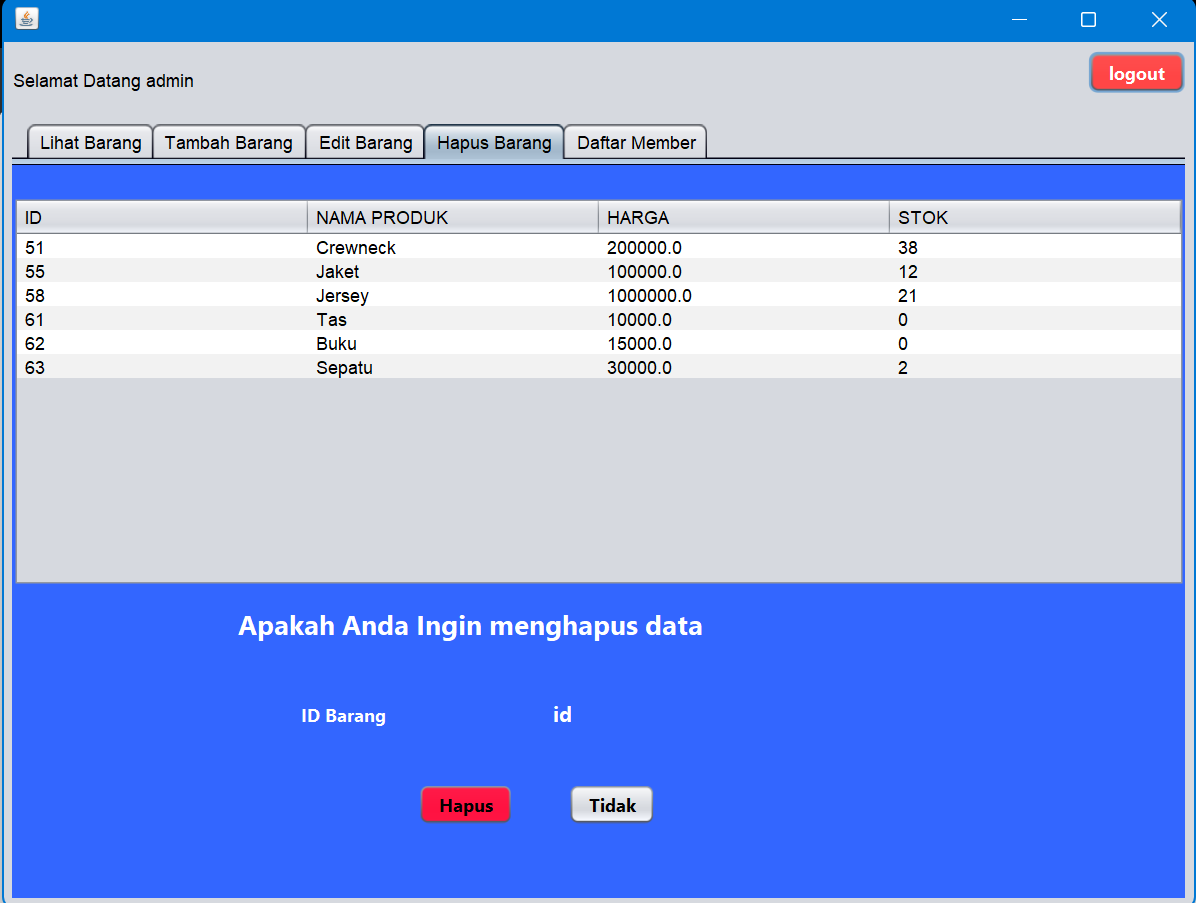 Selamat Datang admin
logout
Lihat Barang Tambah Barang Edit Barang Hapus Barang Daftar Member
ID NAMA PRODUK HARGA STOK
51 Crewneck 200000.0 38
55 Jaket 100000.0 12
58 Jersey 1000000.0 21
61 Tas 10000.0 0
62 Buku 15000.0 0
63 Sepatu 30000.0 2
Apakah Anda Ingin menghapus data
ID Barang id
Hapus Tidak